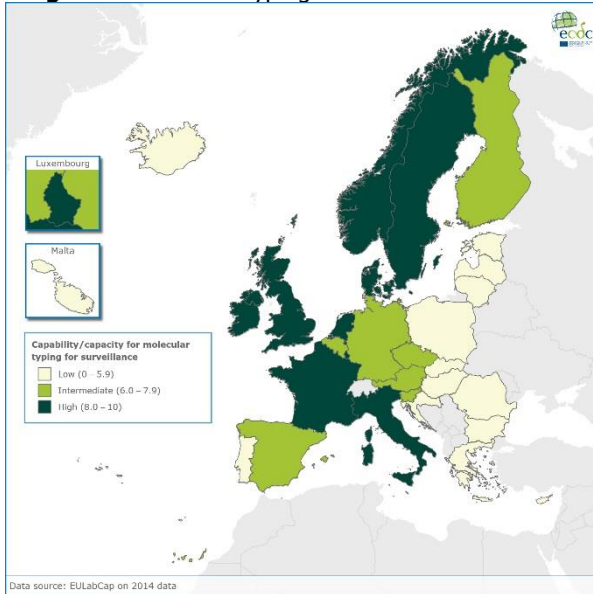 ecdc
Luxembourg
Malta
Capability/capacity for molecular
typing for surveillance
Low (0 - 5.9)
Intermediate (6.0 – 7.9)
High (8.0 – 10)
Data source: EULabCap on 2014 data